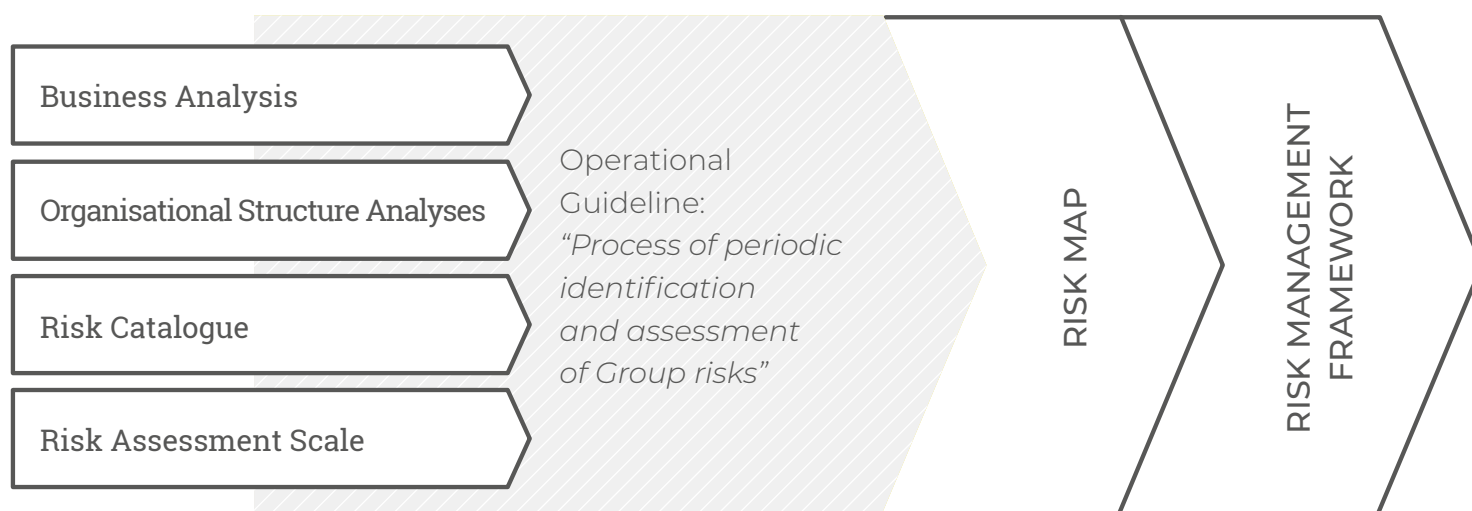 Business Analysis
Organisational Structure Analyses
Risk Catalogue
Risk Assessment Scale
Operational
Guideline:
“Process of periodic
identification
and assessment
of Group risks”
RISK MAP
RISK MANAGEMENT
FRAMEWORK